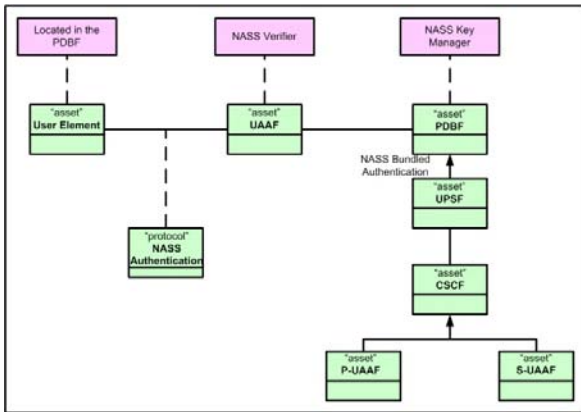 Located in the
PDBF
NASS Verifier
NASS Key
Manager
"asset"
User Element
"asset"
UAAF
"asset"
PDBF
NASS Bundled
Authentication
"asset"
UPSF
"protocol"
NASS
Authentication
"asset"
CSCF
"asset"
P-UAAF
"asset"
S-UAAF